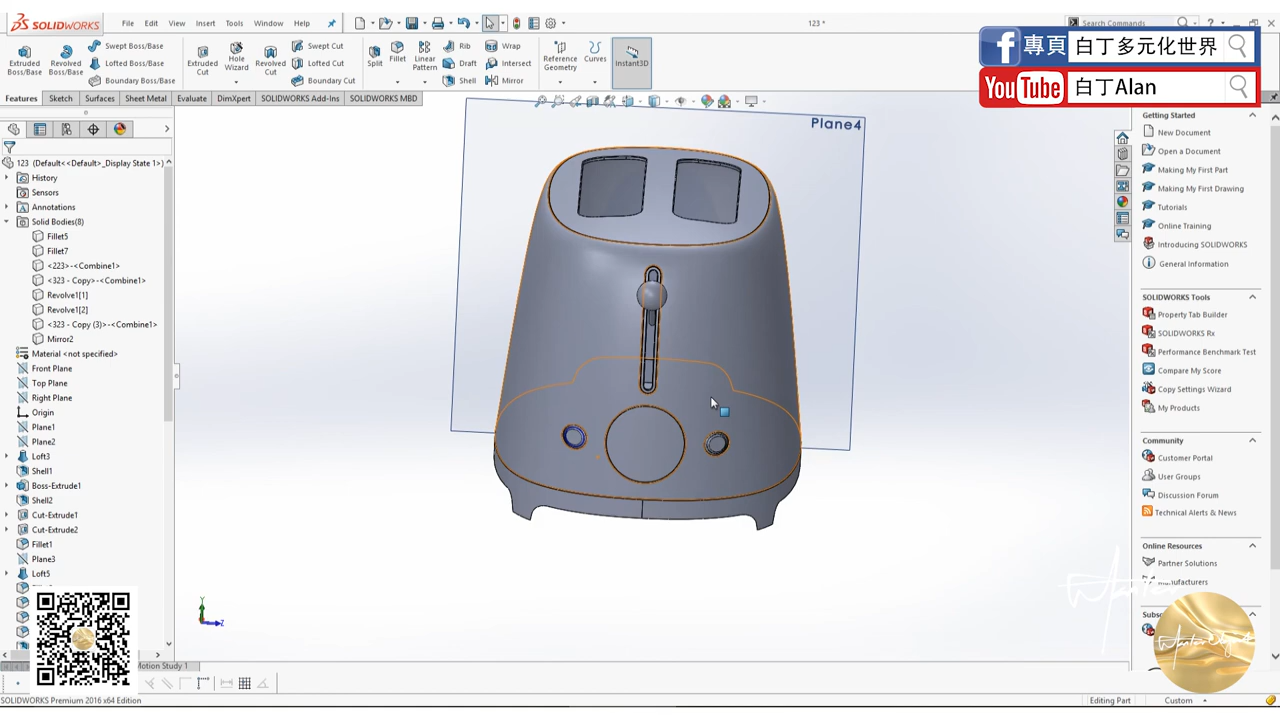 SOLIDWORKS
File Edit View Insert Tools Window Help
123 *
Search Commands
Extruded Boss/Base
Revolved Boss/Base
Swept Boss/Base
Lofted Boss/Base
Boundary Boss/Base
Extruded Cut
Hole Wizard
Revolved Cut
Swept Cut
Lofted Cut
Boundary Cut
Split
Fillet
Linear Pattern
Rib
Draft
Shell
Wrap
Intersect
Mirror
Reference Geometry
Curves
Instant3D
f 專頁 白丁多元化世界
YouTube 白丁Alan
Features Sketch Surfaces Sheet Metal Evaluate DimXpert SOLIDWORKS Add-Ins SOLIDWORKS MBD
123 (Default<<Default>_Display State 1>)
History
Sensors
Annotations
Solid Bodies(8)
Fillet5
Fillet7
<223>-<Combine1>
<323 - Copy>-<Combine1>
Revolve1[1]
Revolve1[2]
<323 - Copy (3)>-<Combine1>
Mirror2
Material <not specified>
Front Plane
Top Plane
Right Plane
Origin
Plane1
Plane2
Loft3
Shell1
Boss-Extrude1
Shell2
Cut-Extrude1
Cut-Extrude2
Fillet1
Plane3
Loft5
Motion Study 1
Plane4
Y
Z
Getting Started
New Document
Open a Document
Making My First Part
Making My First Drawing
Tutorials
Online Training
Introducing SOLIDWORKS
General Information
SOLIDWORKS Tools
Property Tab Builder
SOLIDWORKS Rx
Performance Benchmark Test
Compare My Score
Copy Settings Wizard
My Products
Community
Customer Portal
User Groups
Discussion Forum
Technical Alerts & News
Online Resources
Partner Solutions
Manufacturers
SOLIDWORKS Premium 2016 x64 Edition
Editing Part
Custom